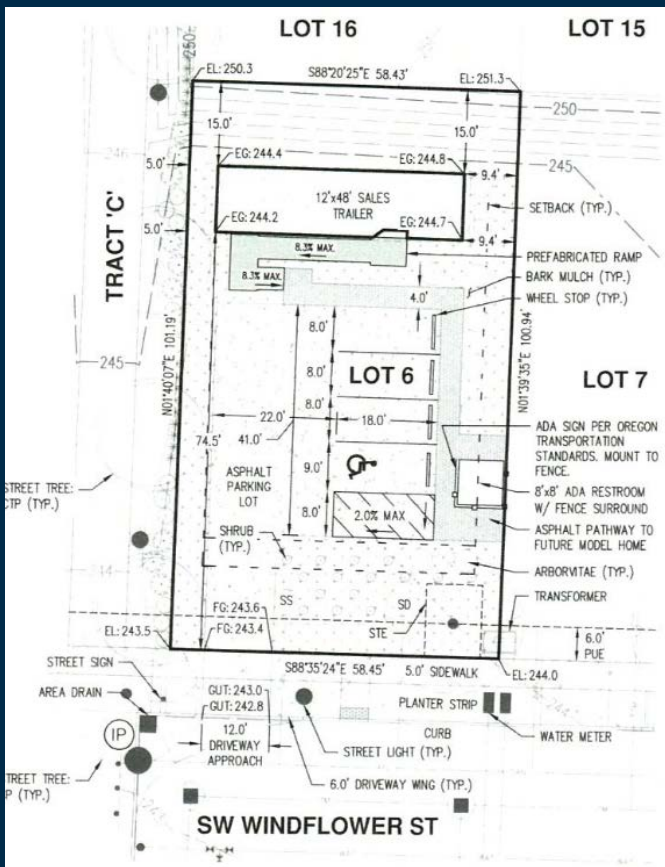 LOT 16
LOT 15
250
EL: 250.3
S88°20'25"E 58.43'
EL: 251.3
250
15.0'
15.0'
246
245
5.0'
EG: 244.4
EG: 244.8
9.4'
12'x48' SALES
TRAILER
SETBACK (TYP.)
5.0'
EG: 244.2
EG: 244.7
9.4'
TRACT 'C'
8.3% MAX.
PREFABRICATED RAMP
8.3% MAX.
BARK MULCH (TYP.)
4.0'
WHEEL STOP (TYP.)
8.0'
N01°40'07"E 101.19'
N01°39'35"E 100.94'
245
8.0'
LOT 6
LOT 7
8.0'
22.0'
18.0'
74.5'
41.0'
ADA SIGN PER OREGON
TRANSPORTATION
STANDARDS. MOUNT TO
FENCE.
9.0'
ASPHALT
PARKING
LOT
STREET TREE:
CTP (TYP.)
8'x8' ADA RESTROOM
W/ FENCE SURROUND
8.0'
2.0% MAX
ASPHALT PATHWAY TO
FUTURE MODEL HOME
SHRUB
(TYP.)
244
ARBORVITAE (TYP.)
SS
SD
TRANSFORMER
FG: 243.6
STE
EL: 243.5
FG: 243.4
6.0'
PUE
STREET SIGN
S88°35'24"E 58.45'
5.0' SIDEWALK
EL: 244.0
AREA DRAIN
GUT: 243.0
GUT: 242.8
PLANTER STRIP
244
IP
12.0'
DRIVEWAY
APPROACH
CURB
WATER METER
STREET LIGHT (TYP.)
TREET TREE:
P (TYP.)
6.0' DRIVEWAY WING (TYP.)
SW WINDFLOWER ST